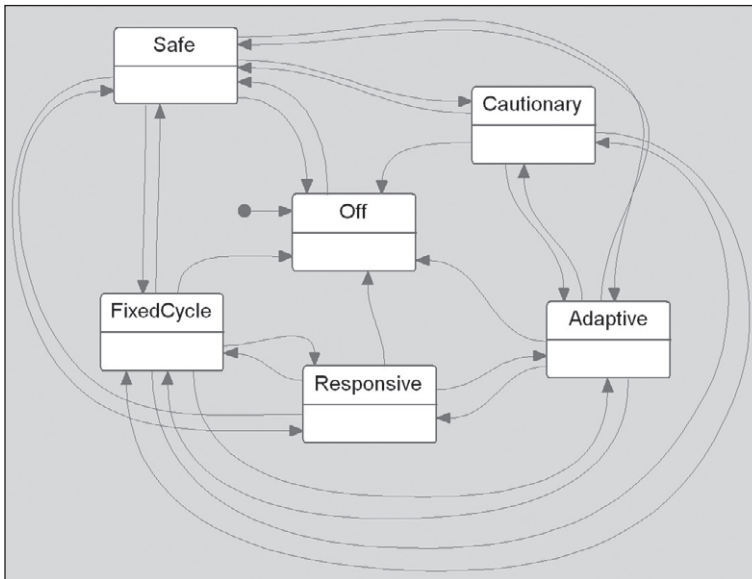 Safe
Cautionary
Off
FixedCycle
Adaptive
Responsive